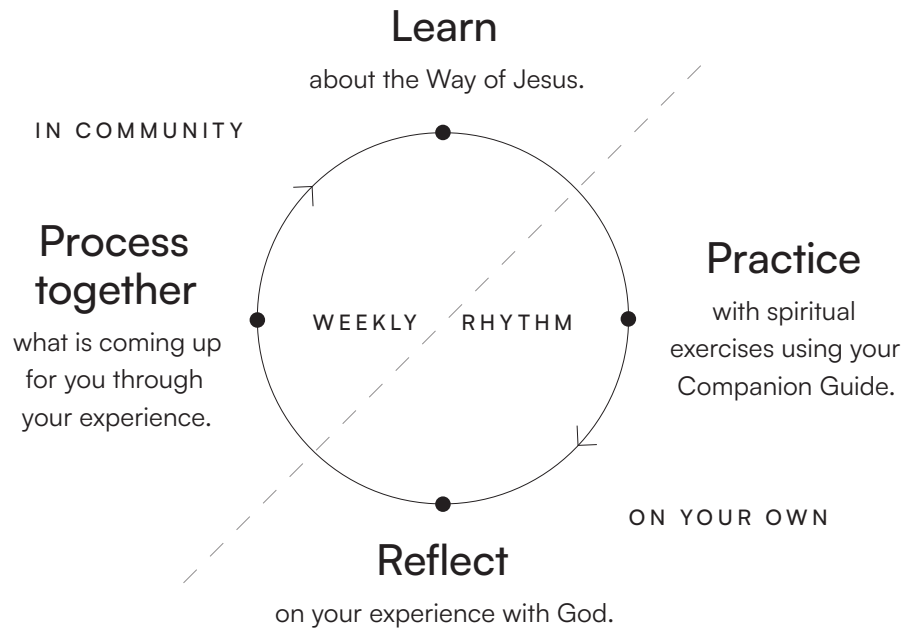 Learn
about the Way of Jesus.
IN COMMUNITY
Process
together
what is coming up
for you through
your experience.
WEEKLY RHYTHM
Practice
with spiritual
exercises using your
Companion Guide.
ON YOUR OWN
Reflect
on your experience with God.